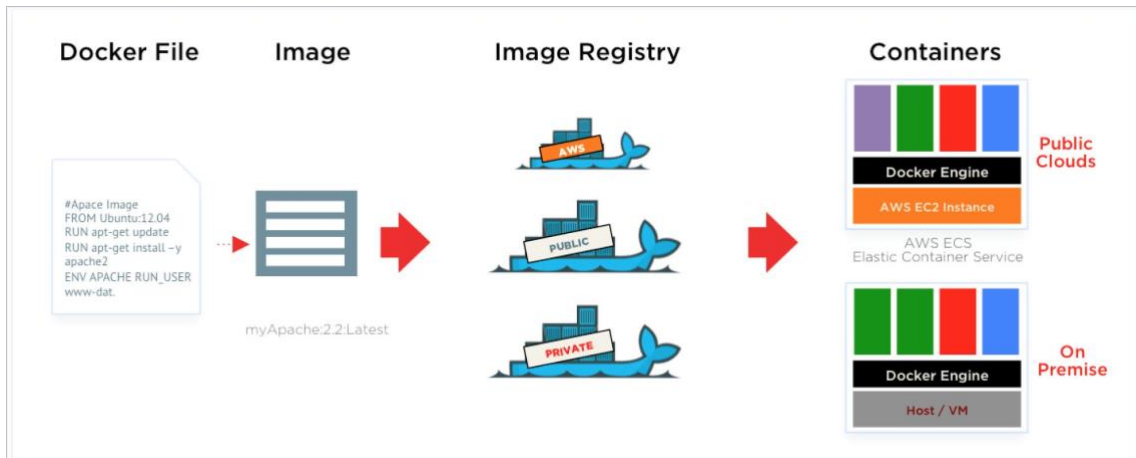 Docker File
Image
Image Registry
Containers
#Apace Image
FROM Ubuntu:12.04
RUN apt-get update
RUN apt-get install –y
apache2
ENV APACHE RUN_USER
www-dat.
myApache:2.2:Latest
AWS
PUBLIC
PRIVATE
Docker Engine
AWS EC2 Instance
Public
Clouds
AWS ECS
Elastic Container Service
Docker Engine
Host / VM
On
Premise